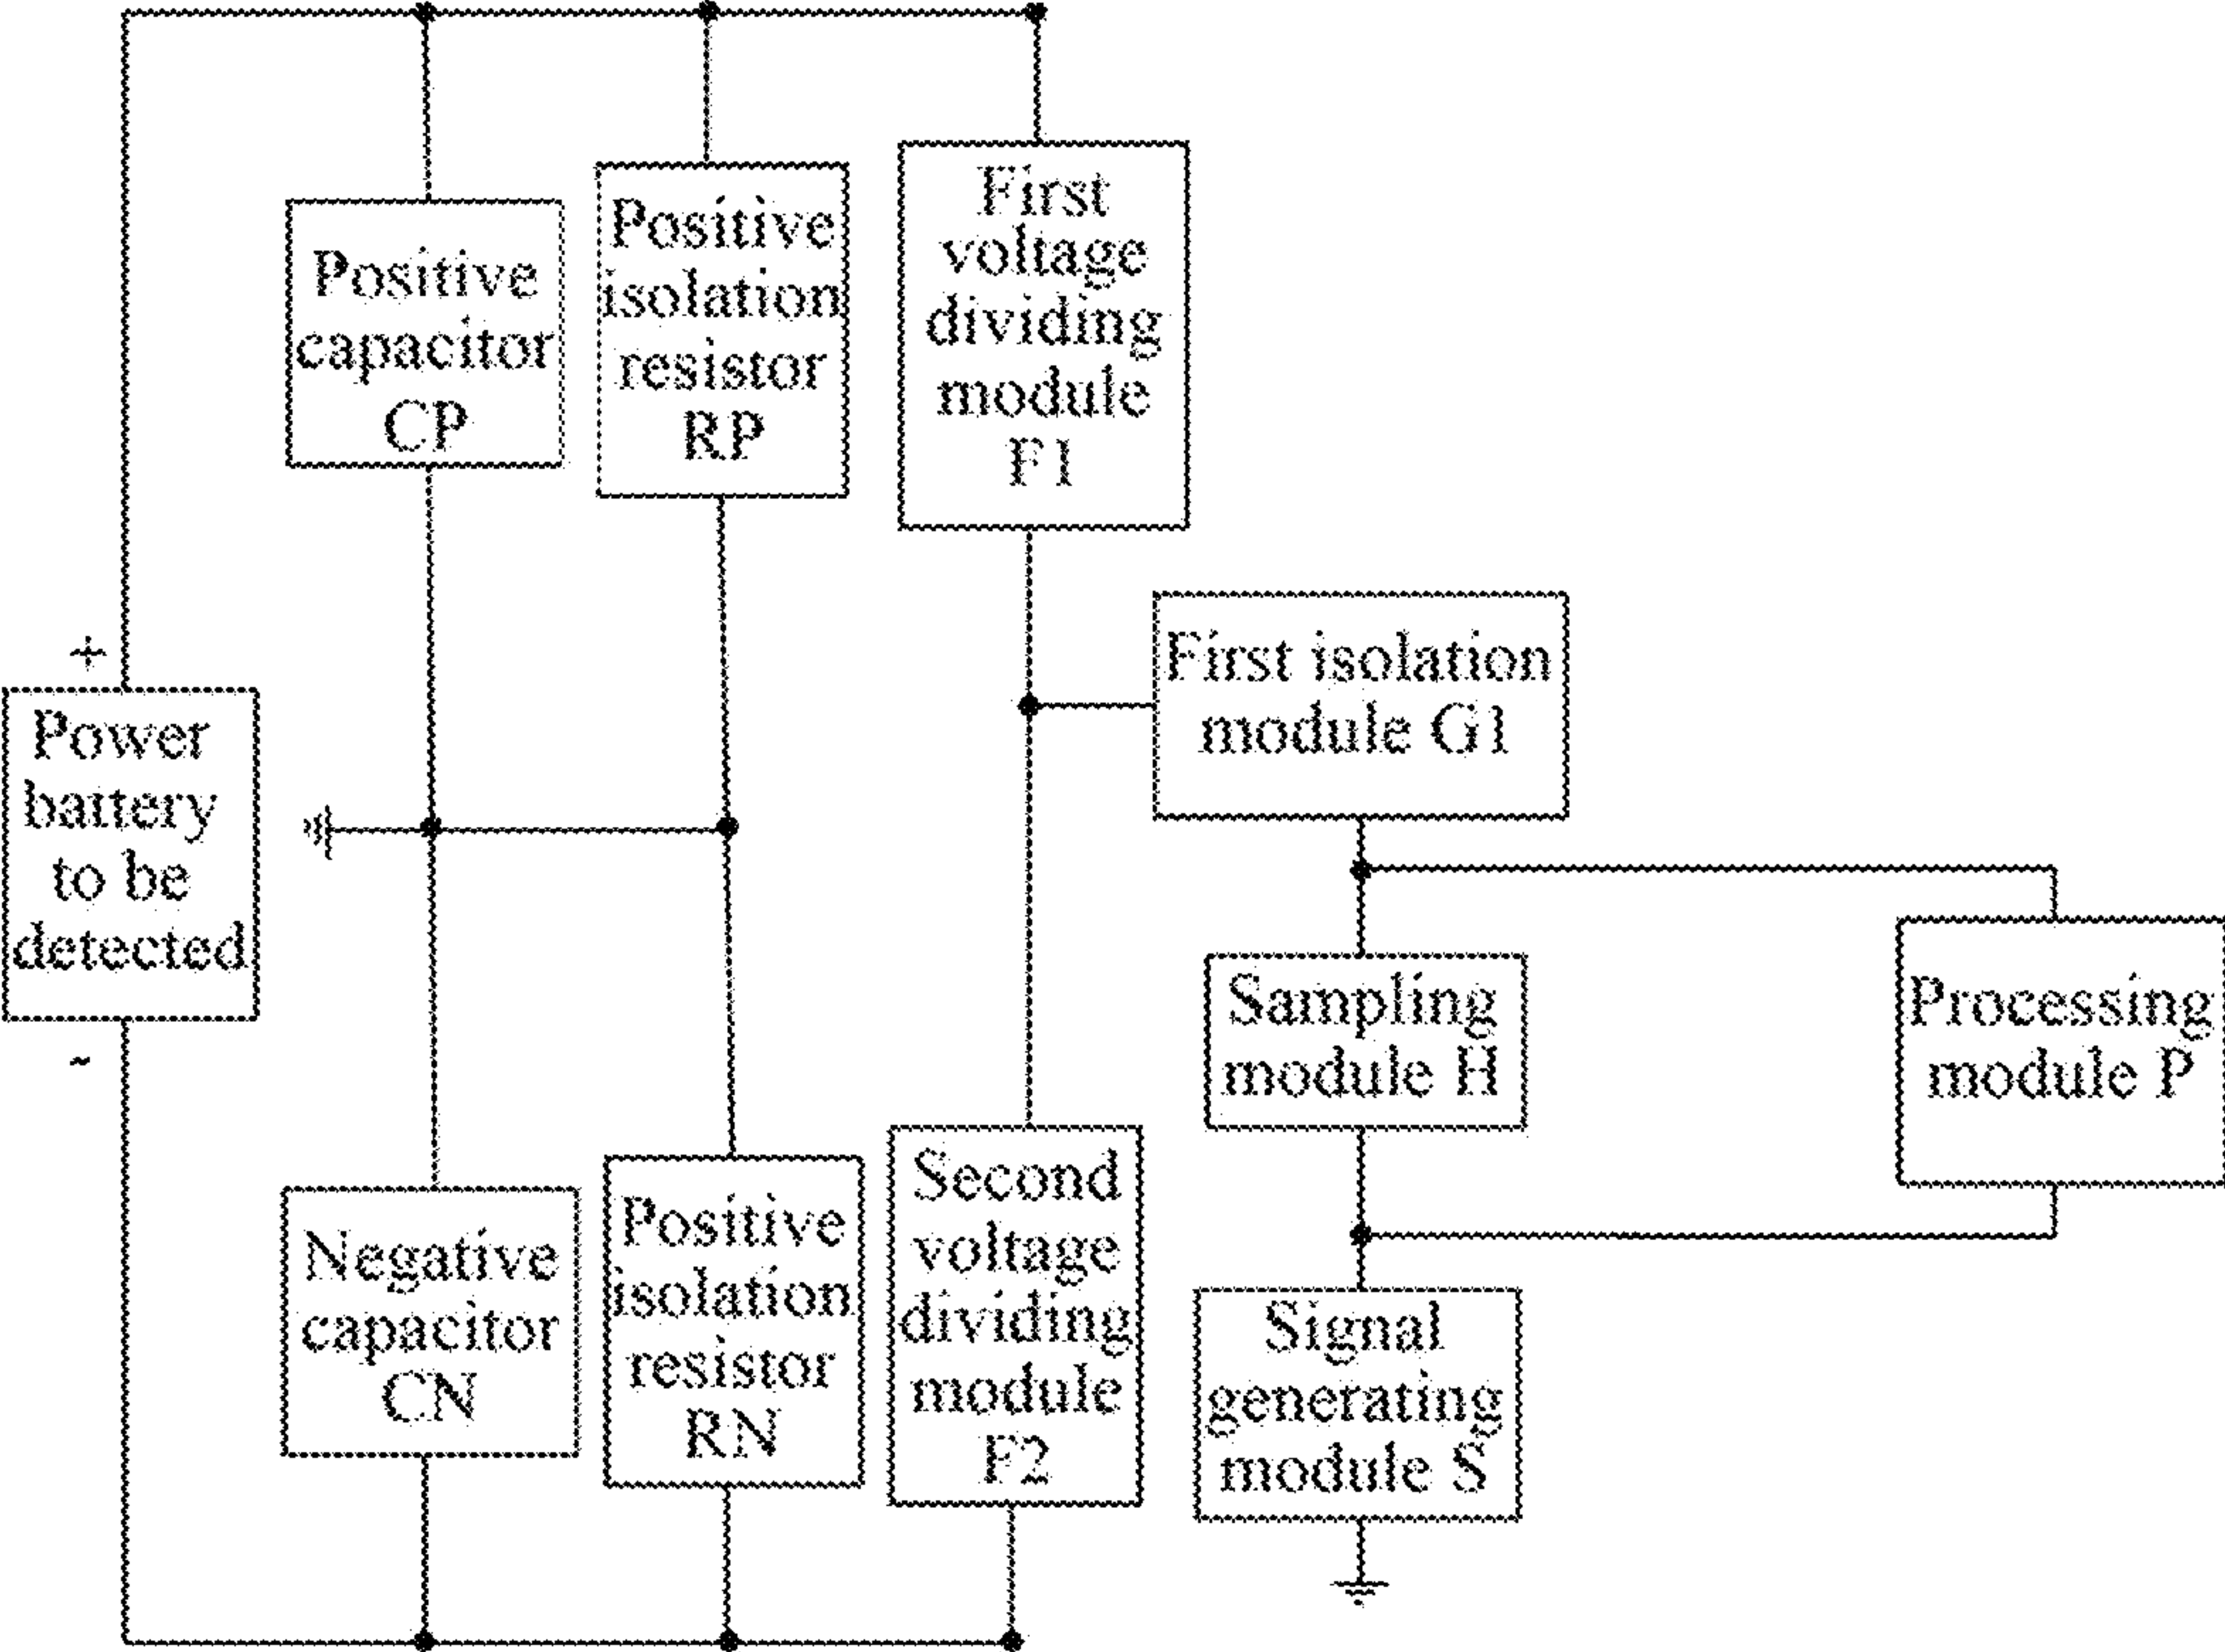 +
Power
battery
to be
detected
-
Positive
capacitor
CP
Positive
isolation
resistor
RP
First
voltage
dividing
module
F1
First isolation
module G1
Sampling
module H
Processing
module P
Negative
capacitor
CN
Positive
isolation
resistor
RN
Second
voltage
dividing
module
F2
Signal
generating
module S